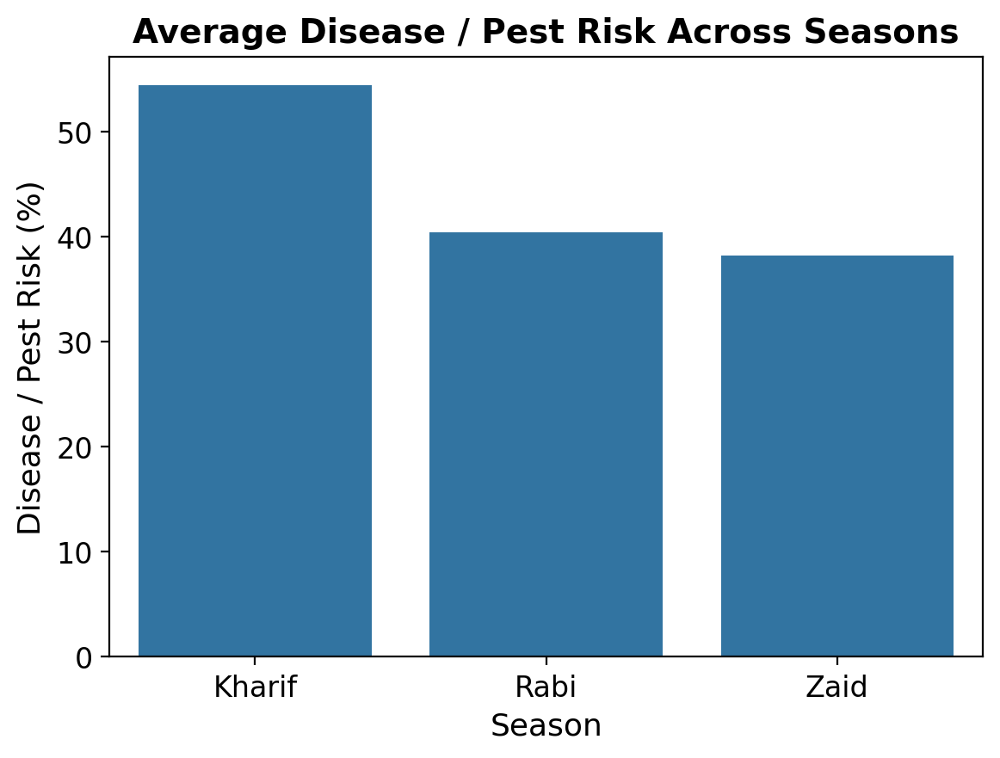 Average Disease / Pest Risk Across Seasons
Disease / Pest Risk (%)
50
40
30
20
10
0
Kharif
Rabi
Zaid
Season